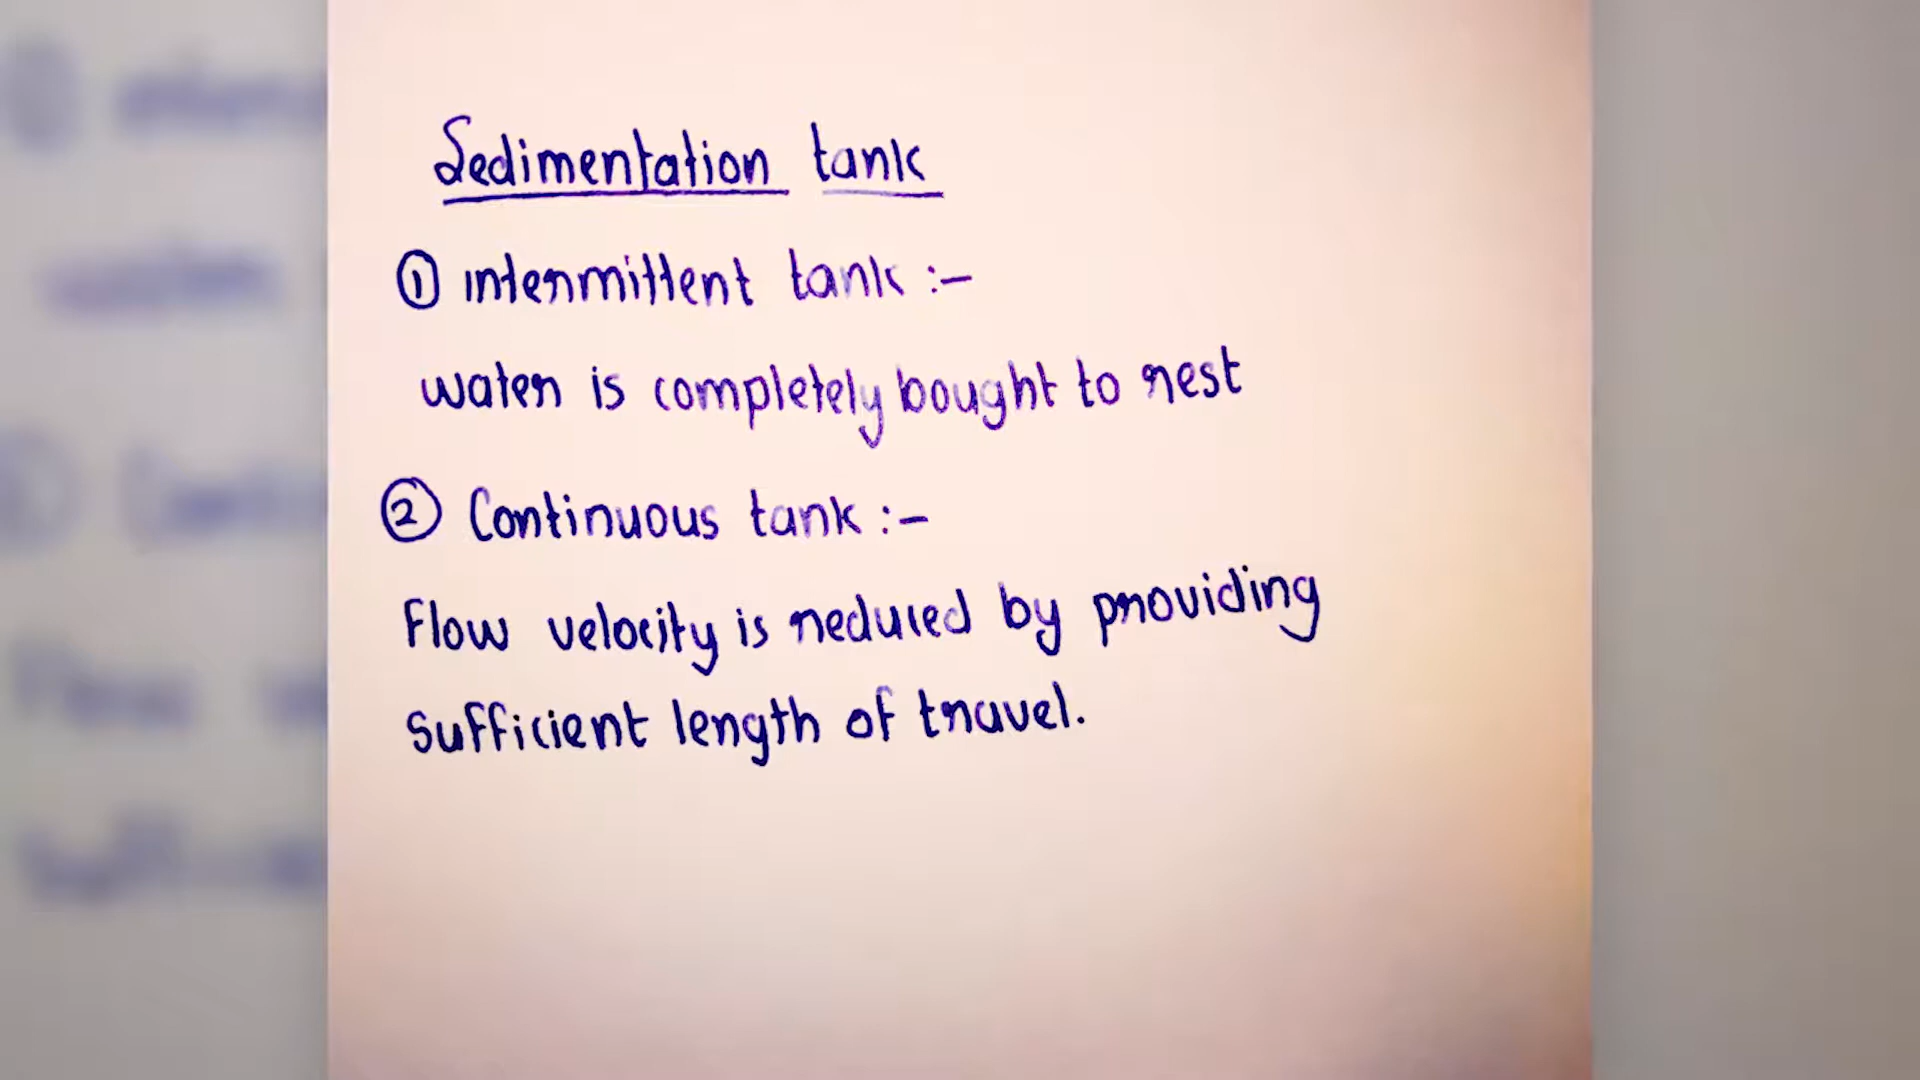 Sedimentation tank
① intermittent tank :-
water is completely bought to rest
② Continuous tank :-
Flow velocity is reduced by providing
sufficient length of travel.